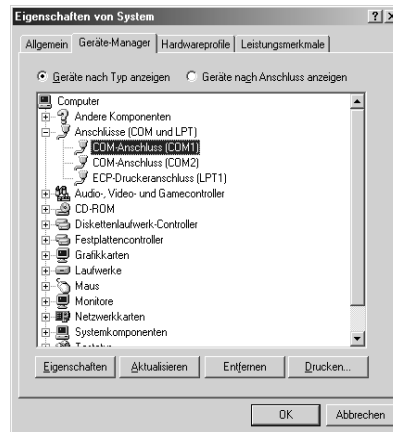 Eigenschaften von System
Allgemein Geräte-Manager Hardwareprofile Leistungsmerkmale
Geräte nach Typ anzeigen Geräte nach Anschluss anzeigen
Computer
Andere Komponenten
Anschlüsse (COM und LPT)
COM-Anschluss (COM1)
COM-Anschluss (COM2)
ECP-Druckeranschluss (LPT1)
Audio-, Video- und Gamecontroller
CD-ROM
Diskettenlaufwerk-Controller
Festplattencontroller
Grafikkarten
Laufwerke
Maus
Monitore
Netzwerkkarten
Systemkomponenten
Eigenschaften Aktualisieren Entfernen Drucken...
OK Abbrechen